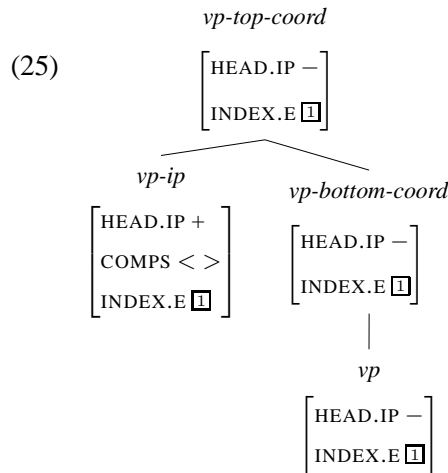 vp-top-coord
(25)
HEAD.IP −
INDEX.E 1
vp-ip
vp-bottom-coord
HEAD.IP +
COMPS < >
INDEX.E 1
HEAD.IP −
INDEX.E 1
vp
HEAD.IP −
INDEX.E 1